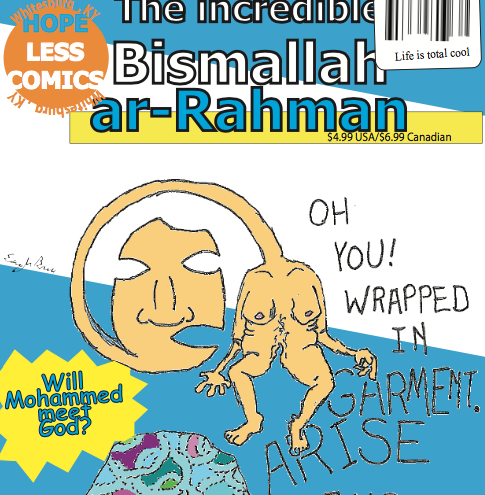 Whitesburg, KY
HOPE
LESS
COMICS
Whitesburg, KY
The Incredible
Bismallah
ar-Rahman
Life is total cool
$4.99 USA/$6.99 Canadian
OH
YOU!
WRAPPED
IN
GARMENT.
ARISE
Will
Mohammed
meet
God?